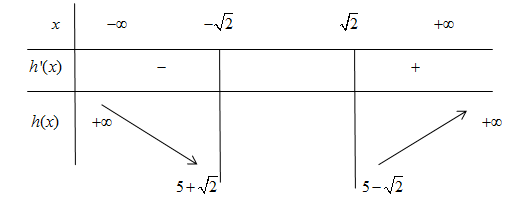 x −∞ −√2 √2 +∞
h'(x) − +
h(x) +∞ +∞
5+√2 5−√2